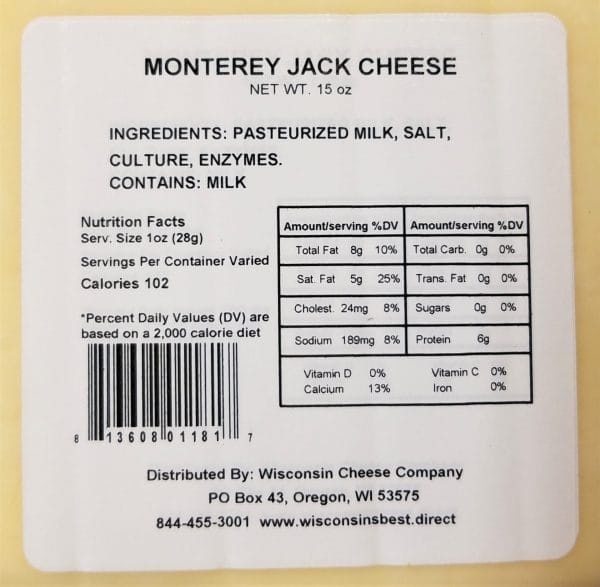 MONTEREY JACK CHEESE
NET WT. 15 oz
INGREDIENTS: PASTEURIZED MILK, SALT,
CULTURE, ENZYMES.
CONTAINS: MILK
Nutrition Facts
Serv. Size 1oz (28g)
Servings Per Container Varied
Calories 102
*Percent Daily Values (DV) are
based on a 2,000 calorie diet
Amount/serving %DV Amount/serving %DV
Total Fat 8g 10% Total Carb. 0g 0%
Sat. Fat 5g 25% Trans. Fat 0g 0%
Cholest. 24mg 8% Sugars 0g 0%
Sodium 189mg 8% Protein 6g
Vitamin D 0% Vitamin C 0%
Calcium 13% Iron 0%
8 13608 01181 7
Distributed By: Wisconsin Cheese Company
PO Box 43, Oregon, WI 53575
844-455-3001 www.wisconsinsbest.direct